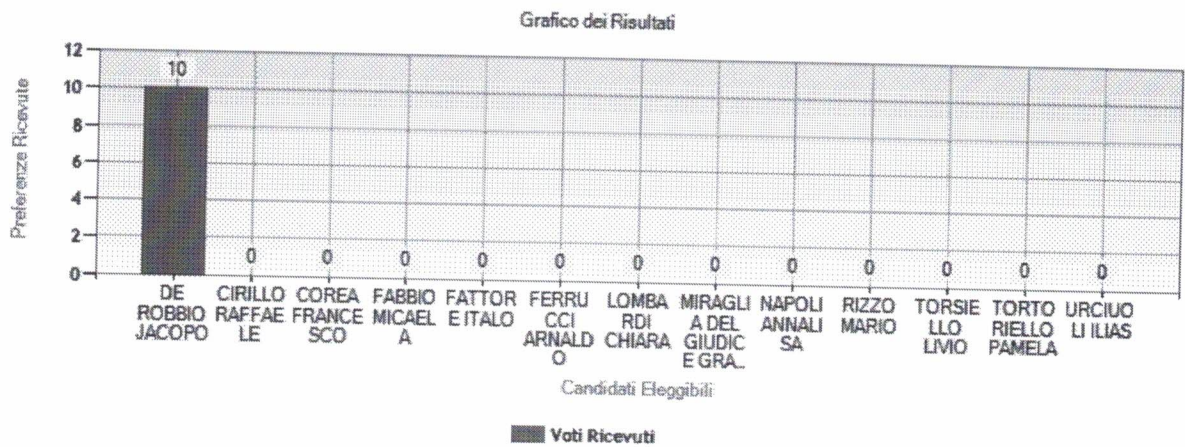 Grafico dei Risultati
Preferenze Ricevute
12
10
8
6
4
2
0
10
0
0
0
0
0
0
0
0
0
0
0
0
DE
ROBBIO
JACOPO
CIRILLO
RAFFAE
LE
COREA
FRANCE
SCO
FABBIO
MICAEL
A
FATTOR
E ITALO
FERRU
CCI
ARNALD
O
LOMBA
RDI
CHIARA
MIRAGLI
A DEL
GIUDIC
E GRA...
NAPOLI
ANNALI
SA
RIZZO
MARIO
TORSIE
LLO
LIVIO
TORTO
RIELLO
PAMELA
URCIUO
LI ILIAS
Candidati Eleggibili
Voti Ricevuti